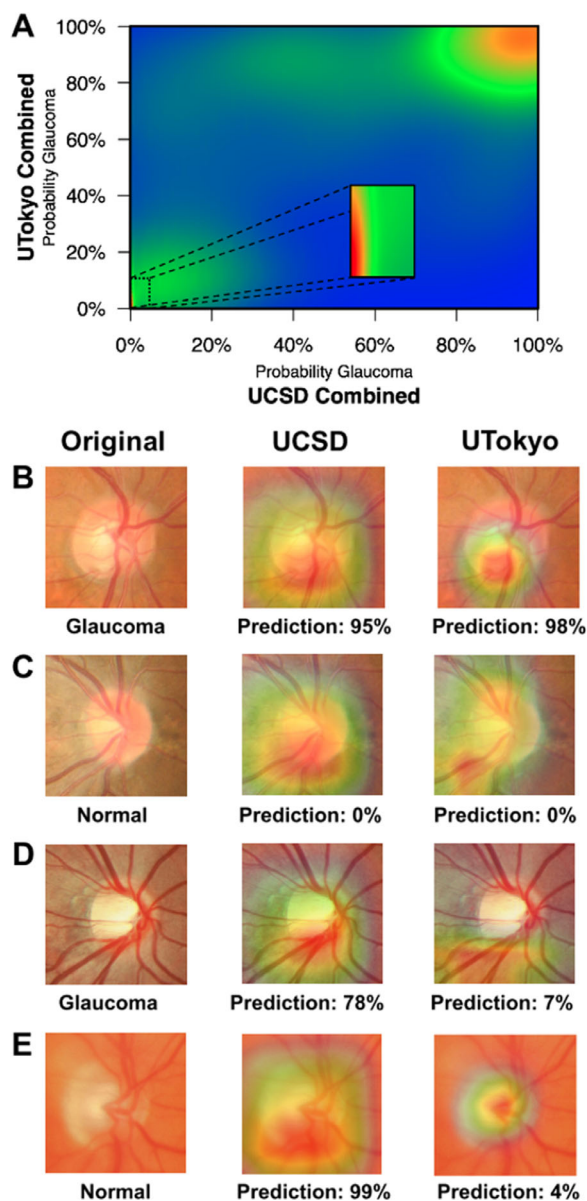 A
100%
80%
60%
40%
20%
0%
UTokyo Combined
Probability Glaucoma
0% 20% 40% 60% 80% 100%
Probability Glaucoma
UCSD Combined
Original UCSD UTokyo
B
Glaucoma Prediction: 95% Prediction: 98%
C
Normal Prediction: 0% Prediction: 0%
D
Glaucoma Prediction: 78% Prediction: 7%
E
Normal Prediction: 99% Prediction: 4%